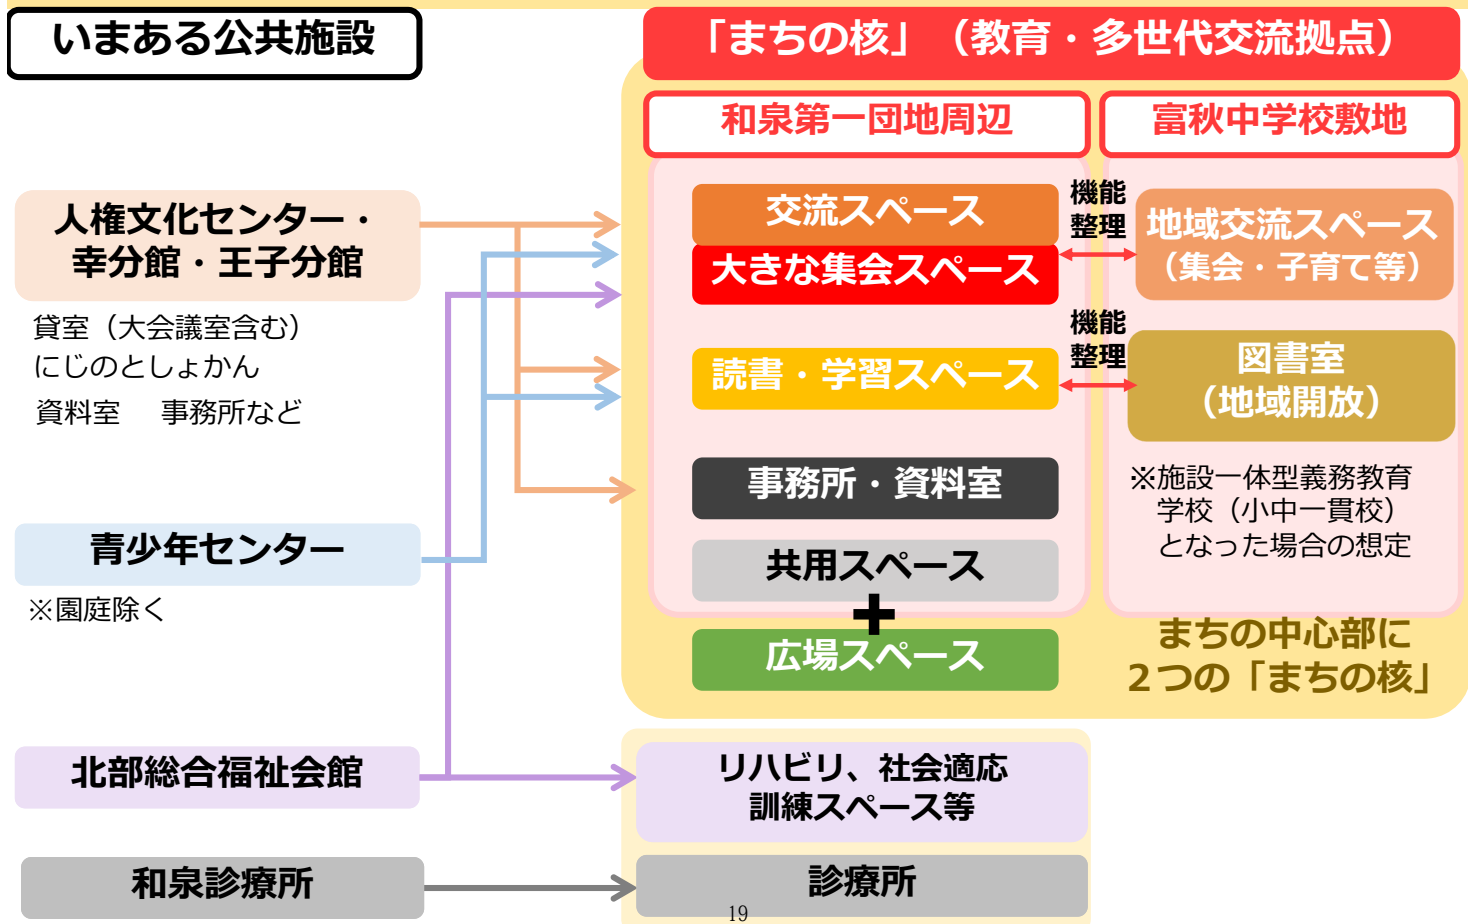 いまある公共施設
「まちの核」（教育・多世代交流拠点）
和泉第一団地周辺
富秋中学校敷地
人権文化センター・
幸分館・王子分館
貸室（大会議室含む）
にじのとしょかん
資料室　事務所など
青少年センター
※園庭除く
北部総合福祉会館
和泉診療所
交流スペース
大きな集会スペース
読書・学習スペース
事務所・資料室
共用スペース
+
広場スペース
機能
整理
機能
整理
地域交流スペース
（集会・子育て等）
図書室
（地域開放）
※施設一体型義務教育
学校（小中一貫校）
となった場合の想定
まちの中心部に
２つの「まちの核」
リハビリ、社会適応
訓練スペース等
診療所
19